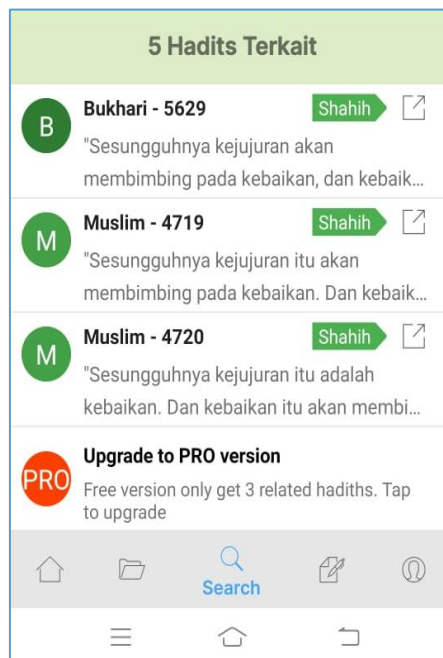 5 Hadits Terkait
B
Bukhari - 5629
Shahih
"Sesungguhnya kejujuran akan
membimbing pada kebaikan, dan kebaik...
M
Muslim - 4719
Shahih
"Sesungguhnya kejujuran itu akan
membimbing pada kebaikan. Dan kebaik...
M
Muslim - 4720
Shahih
"Sesungguhnya kejujuran itu adalah
kebaikan. Dan kebaikan itu akan membi...
PRO
Upgrade to PRO version
Free version only get 3 related hadiths. Tap
to upgrade
Search